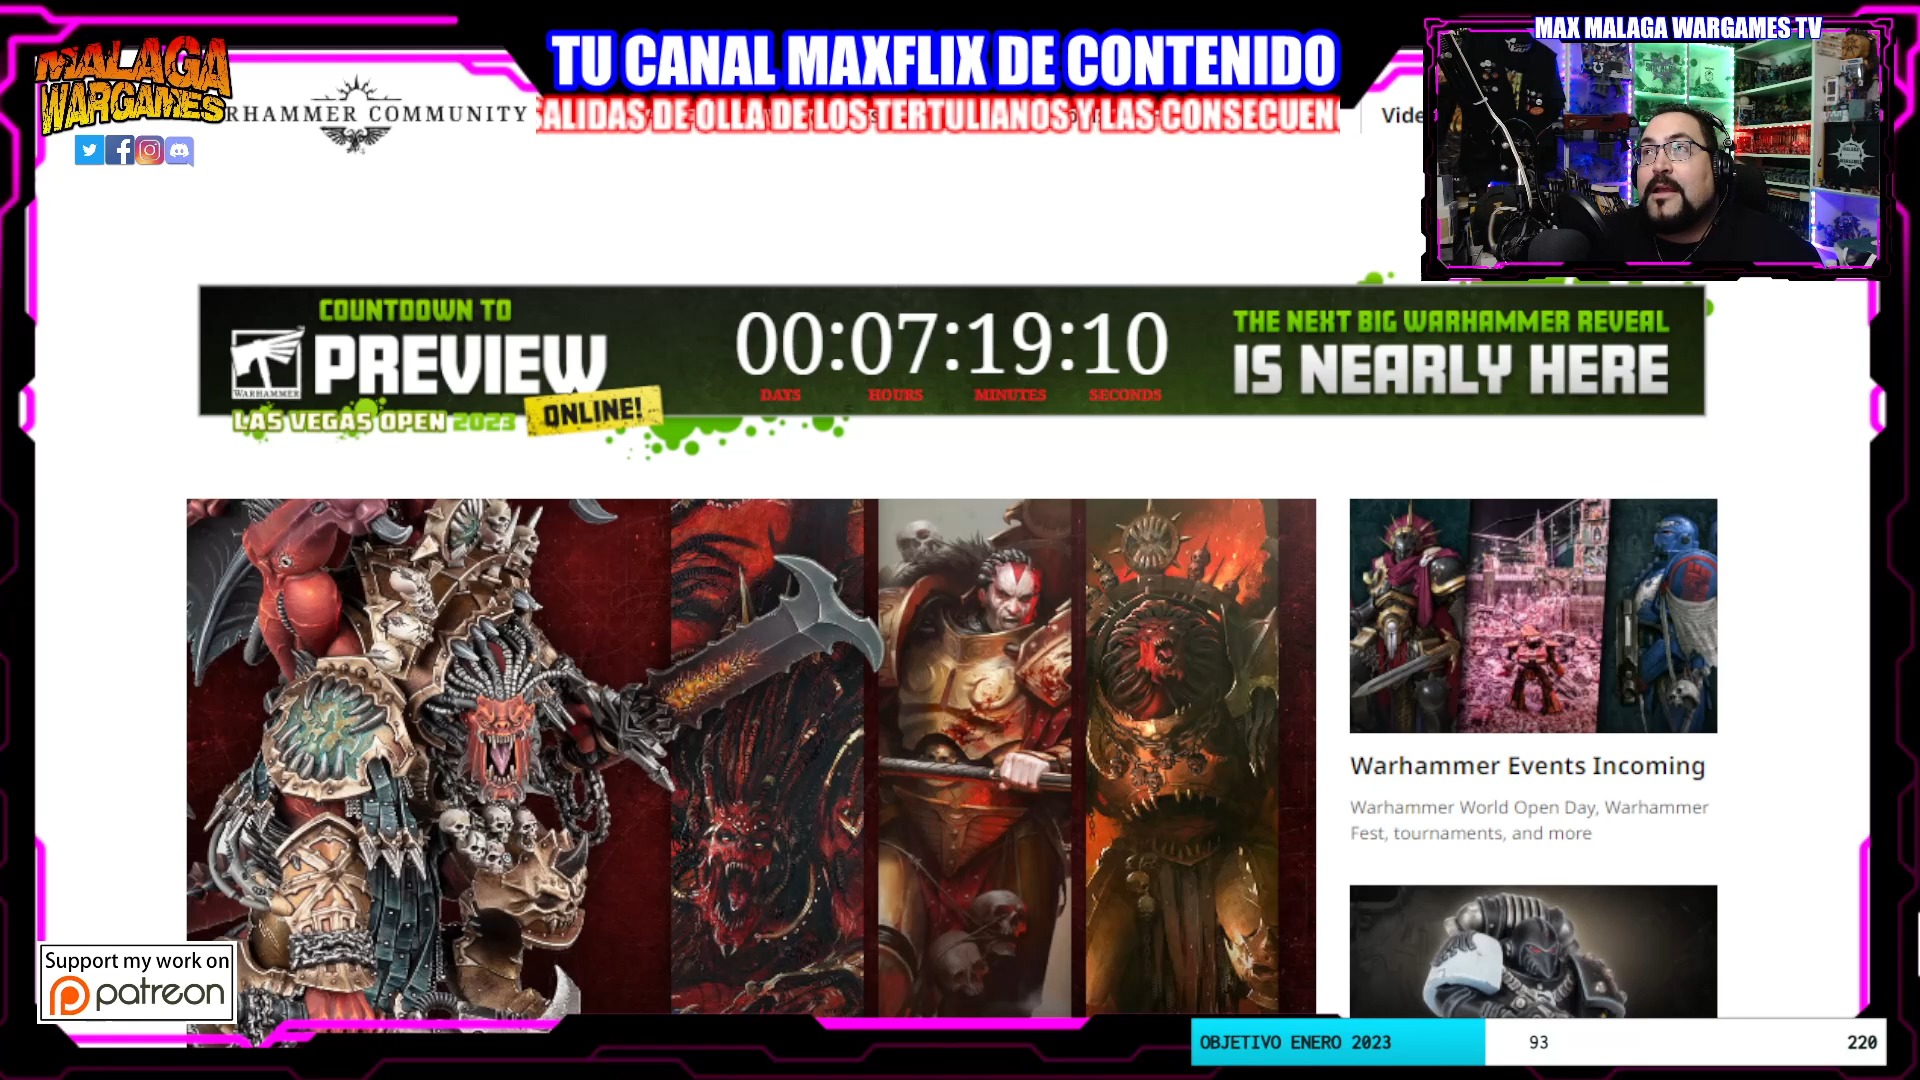 MALAGA
WARGAMES
RHAMMER COMMUNITY
TU CANAL MAXFLIX DE CONTENIDO
SALIDAS DE OLLA DE LOS TERTULIANOS Y LAS CONSECUEN
Vide
MAX MALAGA WARGAMES TV
COUNTDOWN TO
PREVIEW
WARHAMMER
LAS VEGAS OPEN 2023
ONLINE!
00:07:19:10
DAYS HOURS MINUTES SECONDS
THE NEXT BIG WARHAMMER REVEAL
IS NEARLY HERE
Warhammer Events Incoming
Warhammer World Open Day, Warhammer
Fest, tournaments, and more
Support my work on
patreon
OBJETIVO ENERO 2023 93 220